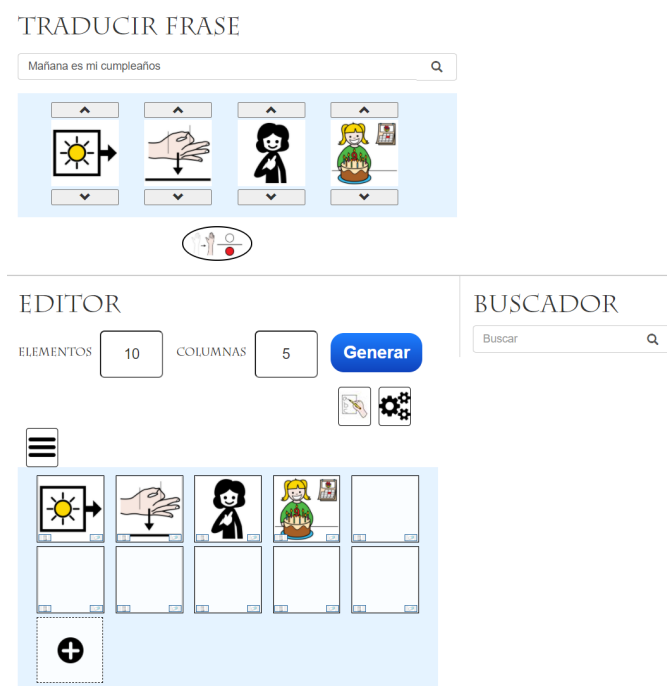 TRADUCIR FRASE
Mañana es mi cumpleaños
EDITOR
ELEMENTOS 10 COLUMNAS 5 Generar
BUSCADOR
Buscar